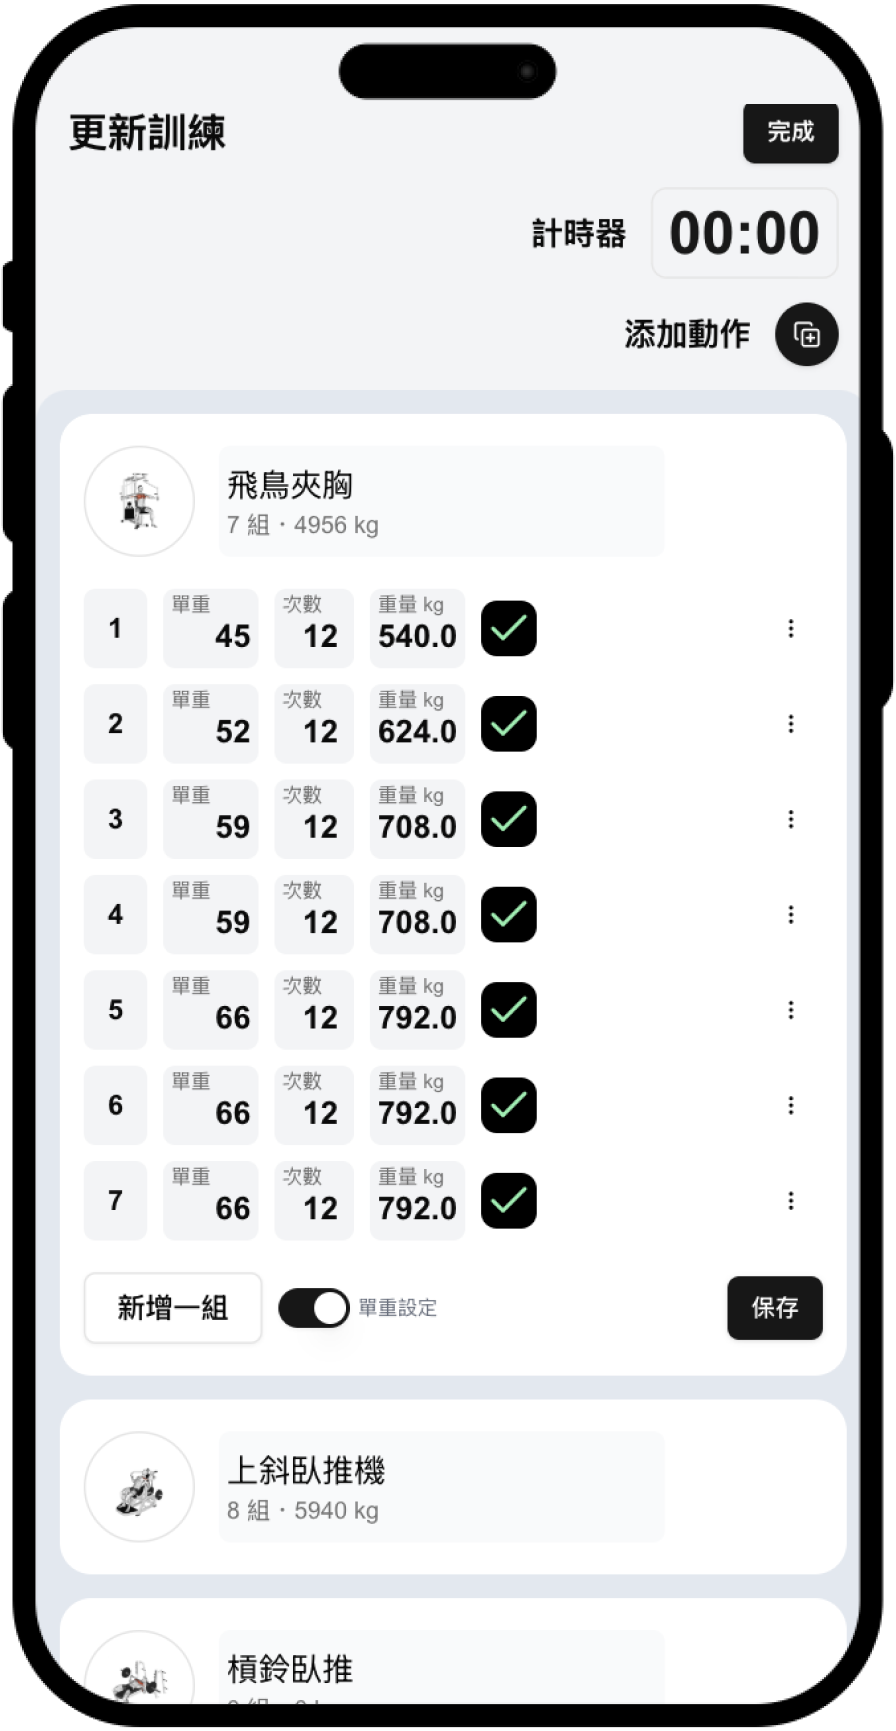 更新訓練
完成
計時器 00:00
添加動作
飛鳥夾胸
7 組・4956 kg
1 單重 45 次數 12 重量 kg 540.0
2 單重 52 次數 12 重量 kg 624.0
3 單重 59 次數 12 重量 kg 708.0
4 單重 59 次數 12 重量 kg 708.0
5 單重 66 次數 12 重量 kg 792.0
6 單重 66 次數 12 重量 kg 792.0
7 單重 66 次數 12 重量 kg 792.0
新增一組 單重設定 保存
上斜臥推機
8 組・5940 kg
槓鈴臥推